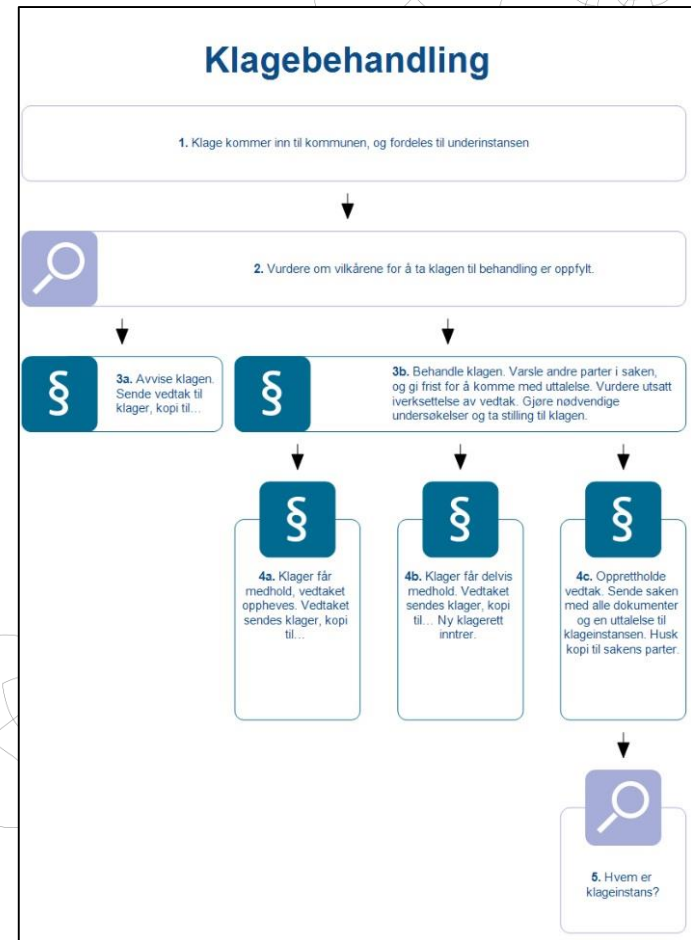 Klagebehandling
1. Klage kommer inn til kommunen, og fordeles til underinstansen
2. Vurdere om vilkårene for å ta klagen til behandling er oppfylt.
§
3a. Avvise klagen.
Sende vedtak til
klager, kopi til...
§
3b. Behandle klagen. Varsle andre parter i saken,
og gi frist for å komme med uttalelse. Vurdere utsatt
iverksettelse av vedtak. Gjøre nødvendige
undersøkelser og ta stilling til klagen.
§
4a. Klager får
medhold, vedtaket
oppheves. Vedtaket
sendes klager, kopi
til...
§
4b. Klager får delvis
medhold. Vedtaket
sendes klager, kopi
til... Ny klagerett
inntrer.
§
4c. Opprettholde
vedtak. Sende saken
med alle dokumenter
og en uttalelse til
klageinstansen. Husk
kopi til sakens parter.
5. Hvem er
klageinstans?